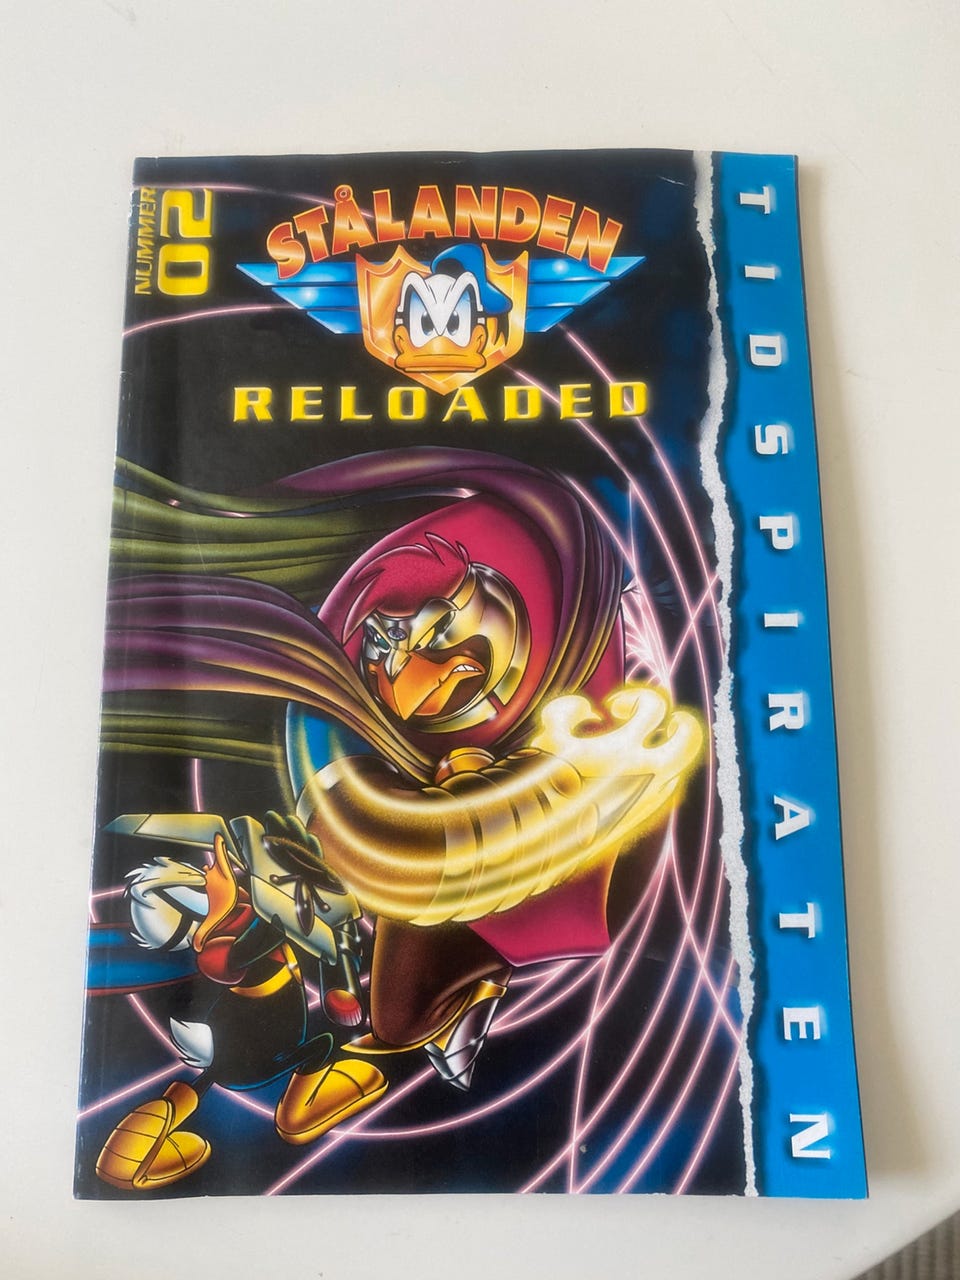 NUMMER
02
STÅLANDEN
RELOADED
TIDSPIRATEN